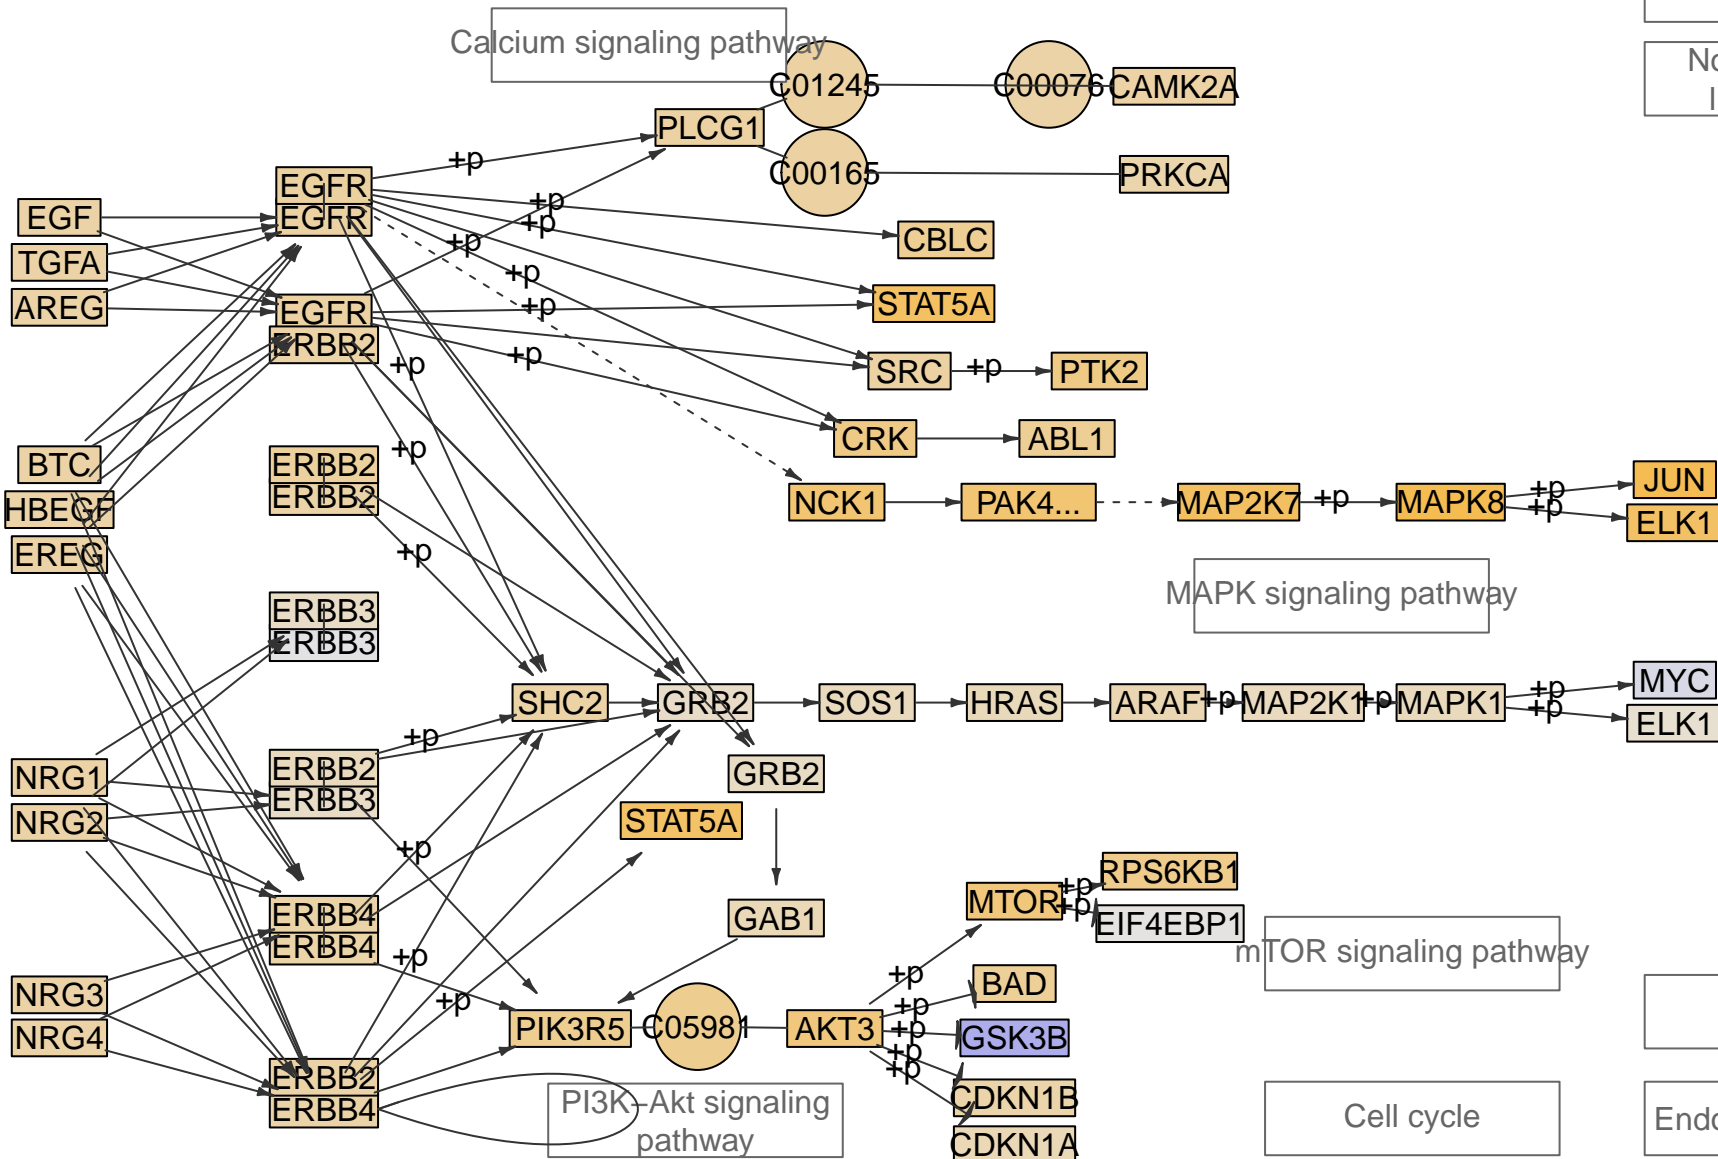 Calcium signaling pathway
No
I
C01245
C00076
CAMK2A
PLCG1
C00165
PRKCA
+p
EGFR
EGFR
+p
+p
EGF
TGFA
AREG
CBLC
+p
+p
EGFR
ERBB2
+p
STAT5A
+p
+p
SRC
+p
PTK2
CRK
ABL1
+p
BTC
HBEGF
EREG
ERBB2
ERBB2
NCK1
PAK4...
MAP2K7
+p
MAPK8
+p
+p
JUN
ELK1
+p
MAPK signaling pathway
ERBB3
ERBB3
SHC2
GRB2
SOS1
HRAS
ARAF
+p
MAP2K1
+p
MAPK1
+p
+p
MYC
ELK1
+p
NRG1
NRG2
ERBB2
ERBB3
GRB2
STAT5A
+p
ERBB4
ERBB4
GAB1
MTOR
+p
+p
RPS6KB1
EIF4EBP1
mTOR signaling pathway
+p
+p
+p
NRG3
NRG4
PIK3R5
C05981
AKT3
+p
+p
+p
+p
BAD
GSK3B
CDKN1B
CDKN1A
ERBB2
ERBB4
PI3K−Akt signaling
pathway
Cell cycle
Endo